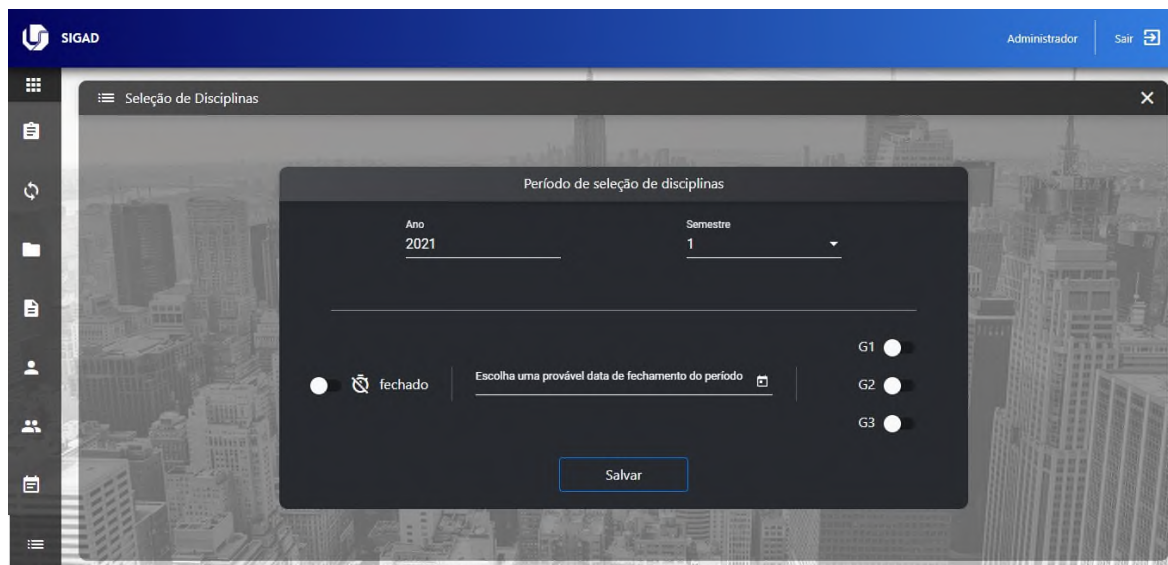 SIGAD
Administrador
Sair
Seleção de Disciplinas
Período de seleção de disciplinas
Ano
2021
Semestre
1
fechado
Escolha uma provável data de fechamento do período
G1
G2
G3
Salvar